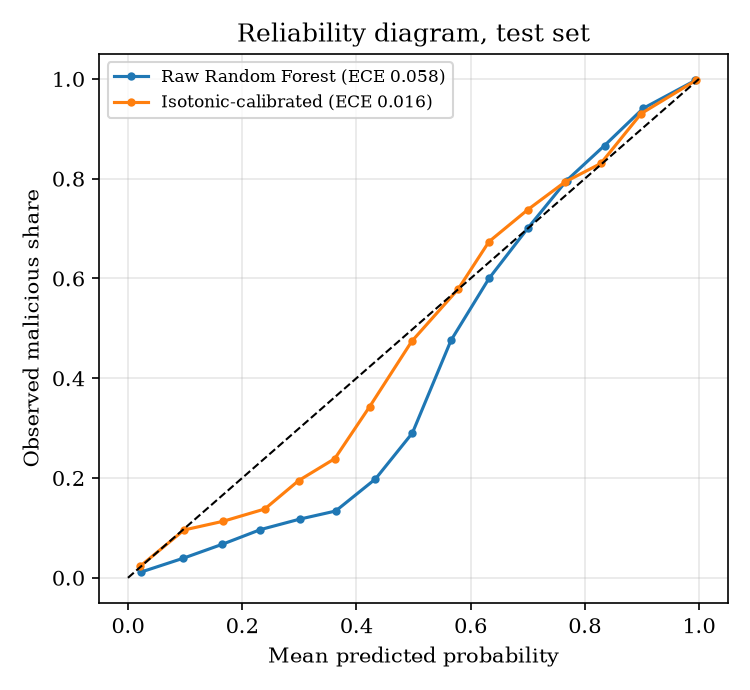 Reliability diagram, test set
Raw Random Forest (ECE 0.058)
Isotonic-calibrated (ECE 0.016)
Observed malicious share
1.0
0.8
0.6
0.4
0.2
0.0
0.0 0.2 0.4 0.6 0.8 1.0
Mean predicted probability